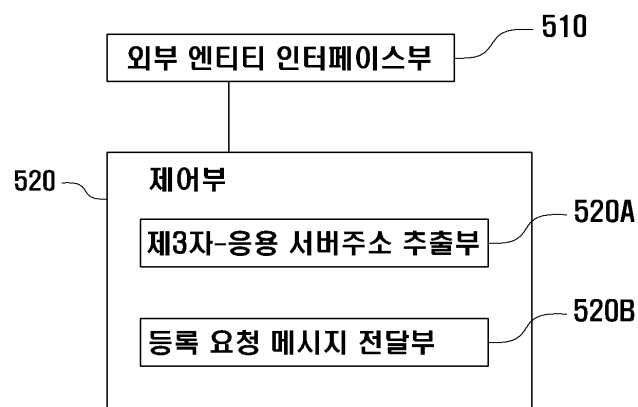 510
외부 엔티티 인터페이스부
520
제어부
제3자-응용 서버주소 추출부
520A
등록 요청 메시지 전달부
520B